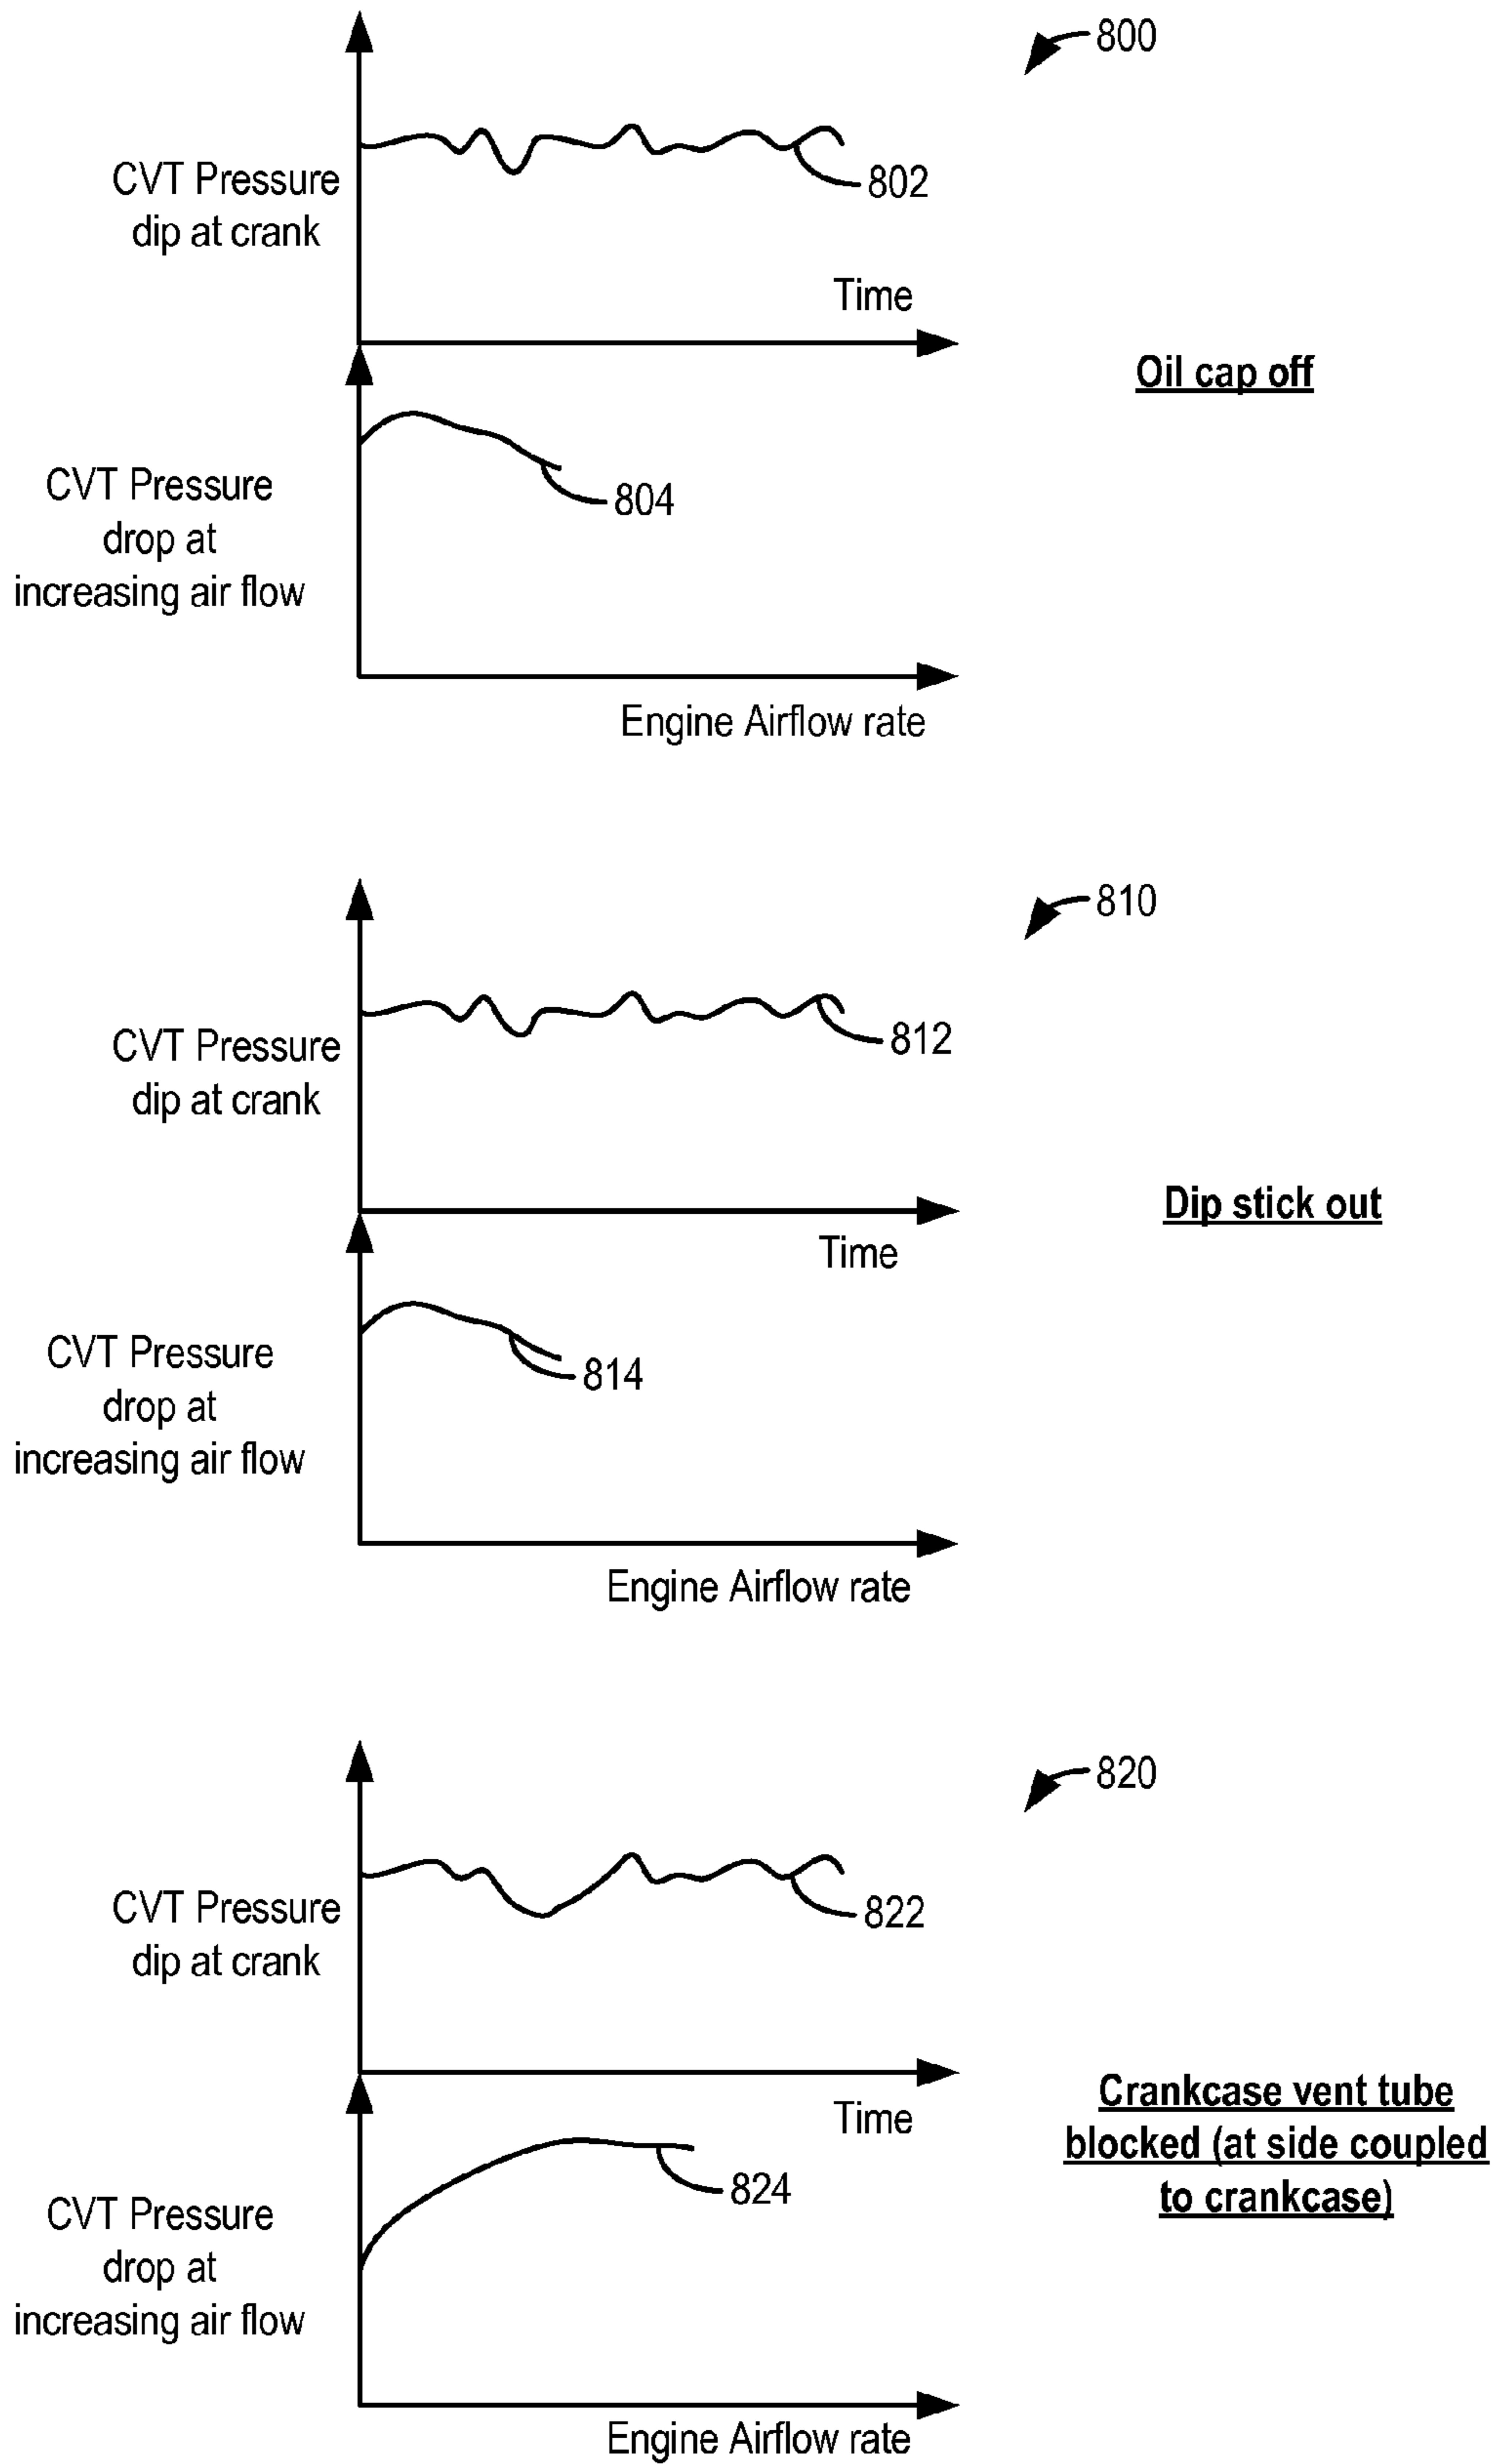 800
CVT Pressure
dip at crank
802
Time
Oil cap off
CVT Pressure
drop at
increasing air flow
804
Engine Airflow rate
810
CVT Pressure
dip at crank
812
Time
Dip stick out
CVT Pressure
drop at
increasing air flow
814
Engine Airflow rate
820
CVT Pressure
dip at crank
822
Time
Crankcase vent tube
blocked (at side coupled
to crankcase)
CVT Pressure
drop at
increasing air flow
824
Engine Airflow rate